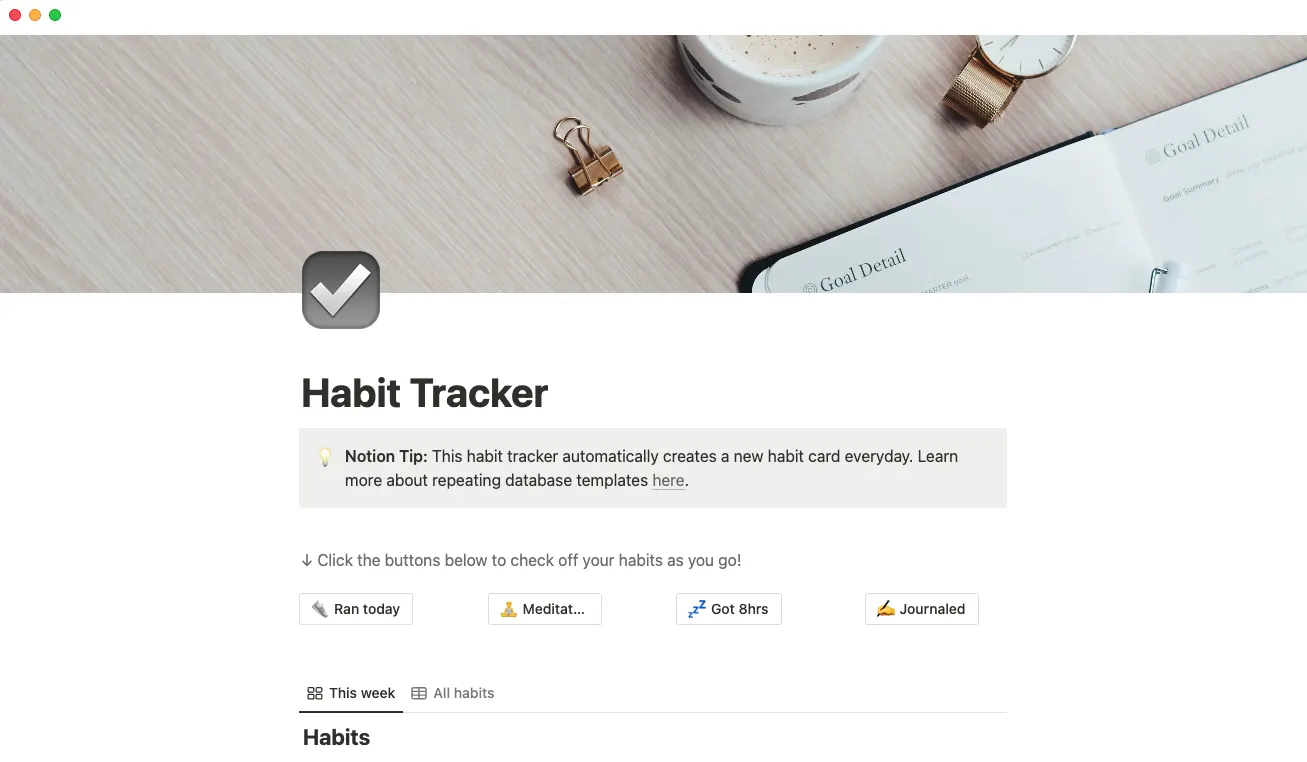 Goal Detail
Goal Summary
Goal Detail
Habit Tracker
Notion Tip: This habit tracker automatically creates a new habit card everyday. Learn
more about repeating database templates here.
↓ Click the buttons below to check off your habits as you go!
Ran today
Meditat...
Got 8hrs
Journaled
This week
All habits
Habits